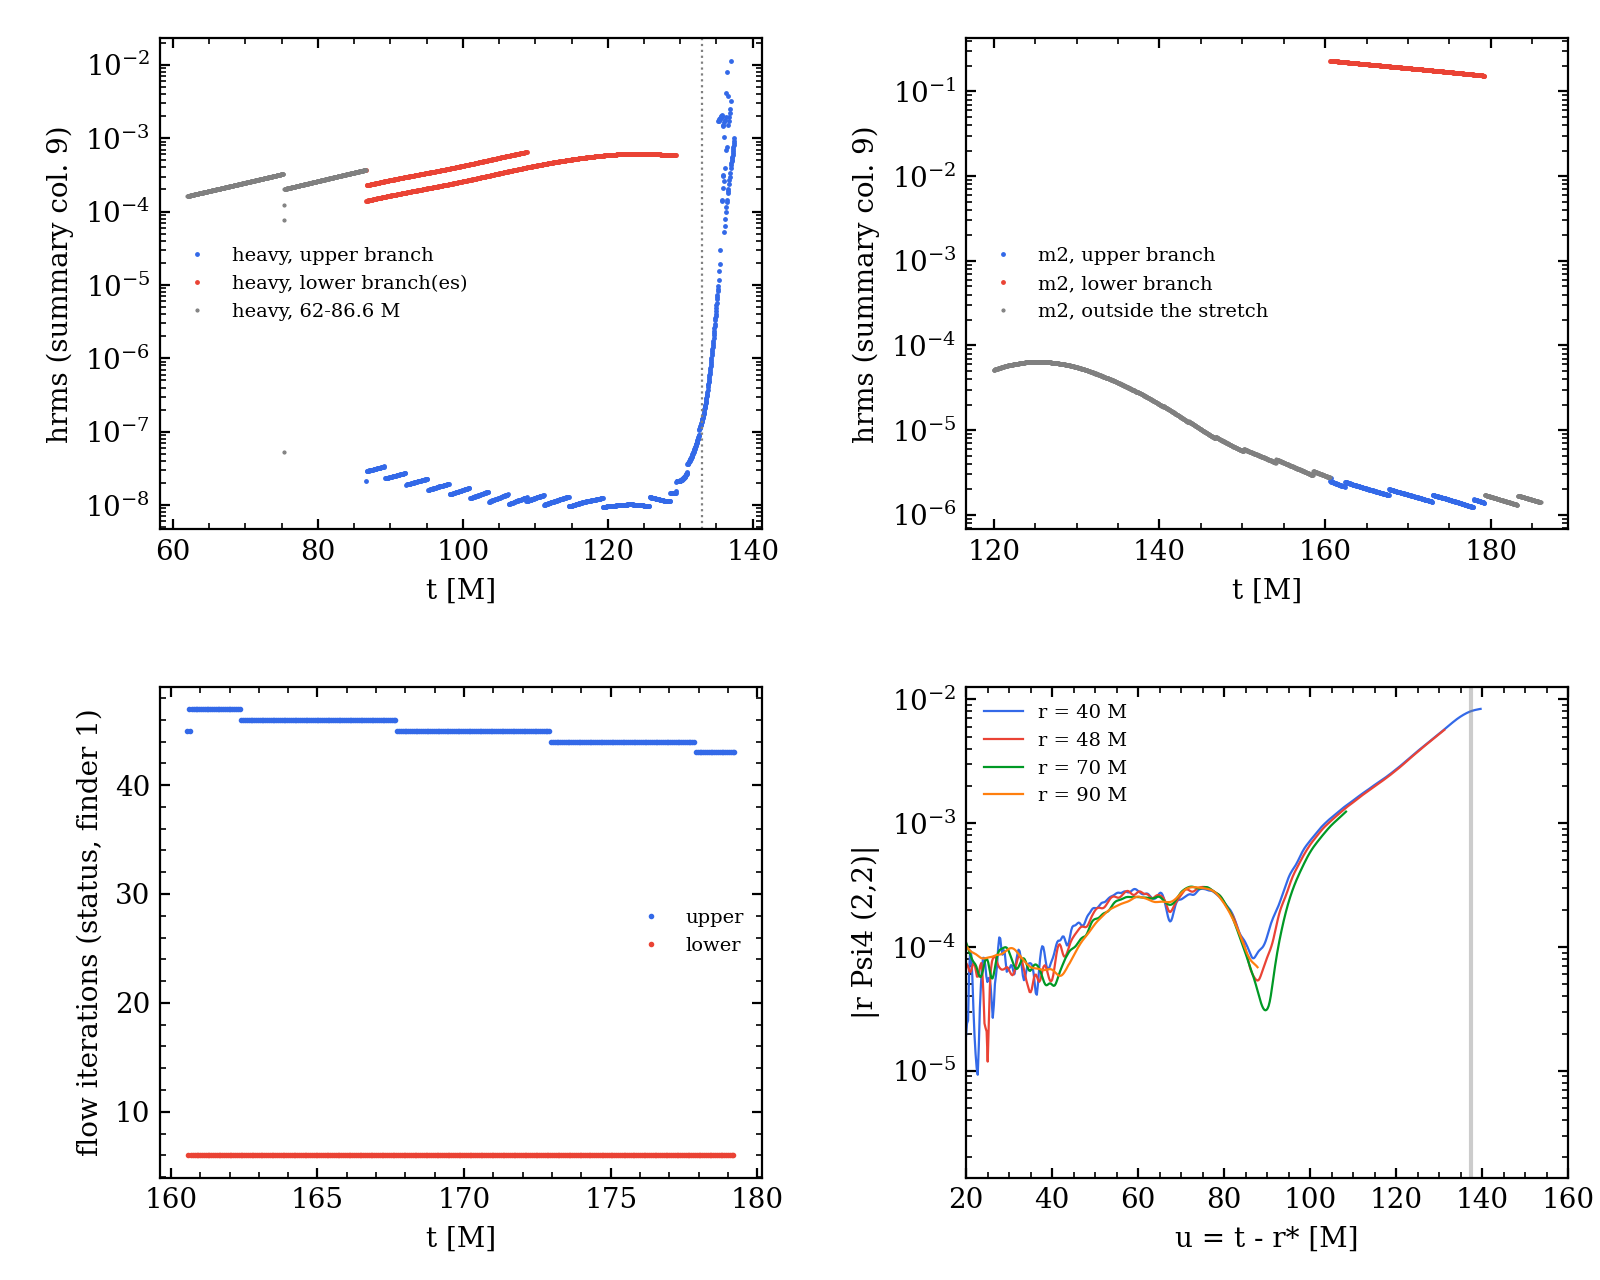 10⁻²
10⁻³
10⁻⁴
10⁻⁵
10⁻⁶
10⁻⁷
10⁻⁸
hrms (summary col. 9)
heavy, upper branch
heavy, lower branch(es)
heavy, 62-86.6 M
60 80 100 120 140
t [M]
10⁻¹
10⁻²
10⁻³
10⁻⁴
10⁻⁵
10⁻⁶
hrms (summary col. 9)
m2, upper branch
m2, lower branch
m2, outside the stretch
120 140 160 180
t [M]
40
30
20
10
flow iterations (status, finder 1)
upper
lower
160 165 170 175 180
t [M]
10⁻²
10⁻³
10⁻⁴
10⁻⁵
|r Psi4 (2,2)|
r = 40 M
r = 48 M
r = 70 M
r = 90 M
20 40 60 80 100 120 140 160
u = t - r* [M]